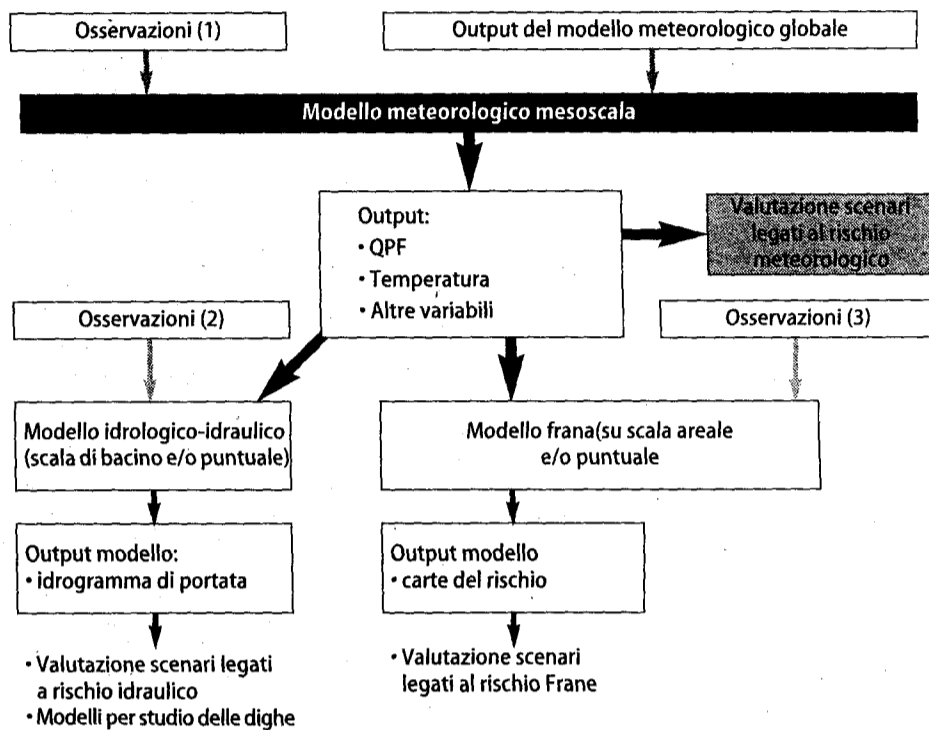 Osservazioni (1)
Output del modello meteorologico globale
Modello meteorologico mesoscala
Output:
• QPF
• Temperatura
• Altre variabili
Valutazione scenari
legati al rischio
meteorologico
Osservazioni (2)
Osservazioni (3)
Modello idrologico-idraulico
(scala di bacino e/o puntuale)
Modello frana(su scala areale
e/o puntuale
Output modello:
• idrogramma di portata
Output modello
• carte del rischio
• Valutazione scenari legati
a rischio idraulico
• Modelli per studio delle dighe
• Valutazione scenari
legati al rischio Frane